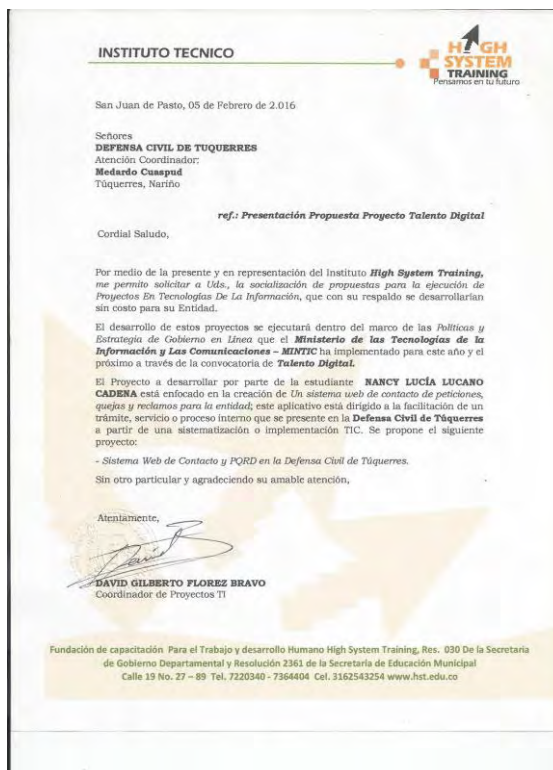 INSTITUTO TECNICO
HIGH
SYSTEM
TRAINING
Pensamos en tu futuro
San Juan de Pasto, 05 de Febrero de 2.016
Señores
DEFENSA CIVIL DE TUQUERRES
Atención Coordinador:
Medardo Cuaspud
Túquerres, Nariño
ref.: Presentación Propuesta Proyecto Talento Digital
Cordial Saludo,
Por medio de la presente y en representación del Instituto High System Training,
me permito solicitar a Uds., la socialización de propuestas para la ejecución de
Proyectos En Tecnologías De La Información, que con su respaldo se desarrollarían
sin costo para su Entidad.
El desarrollo de estos proyectos se ejecutará dentro del marco de las Políticas y
Estrategia de Gobierno en Línea que el Ministerio de las Tecnologías de la
Información y Las Comunicaciones – MINTIC ha implementado para este año y el
próximo a través de la convocatoria de Talento Digital.
El Proyecto a desarrollar por parte de la estudiante NANCY LUCÍA LUCANO
CADENA está enfocado en la creación de Un sistema web de contacto de peticiones,
quejas y reclamos para la entidad; este aplicativo está dirigido a la facilitación de un
trámite, servicio o proceso interno que se presente en la Defensa Civil de Túquerres
a partir de una sistematización o implementación TIC. Se propone el siguiente
proyecto:
- Sistema Web de Contacto y PQRD en la Defensa Civil de Túquerres.
Sin otro particular y agradeciendo su amable atención,
Atentamente,
DAVID GILBERTO FLOREZ BRAVO
Coordinador de Proyectos TI
Fundación de capacitación Para el Trabajo y desarrollo Humano High System Training, Res. 030 De la Secretaria
de Gobierno Departamental y Resolución 2361 de la Secretaria de Educación Municipal
Calle 19 No. 27 – 89 Tel. 7220340 - 7364404 Cel. 3162543254 www.hst.edu.co